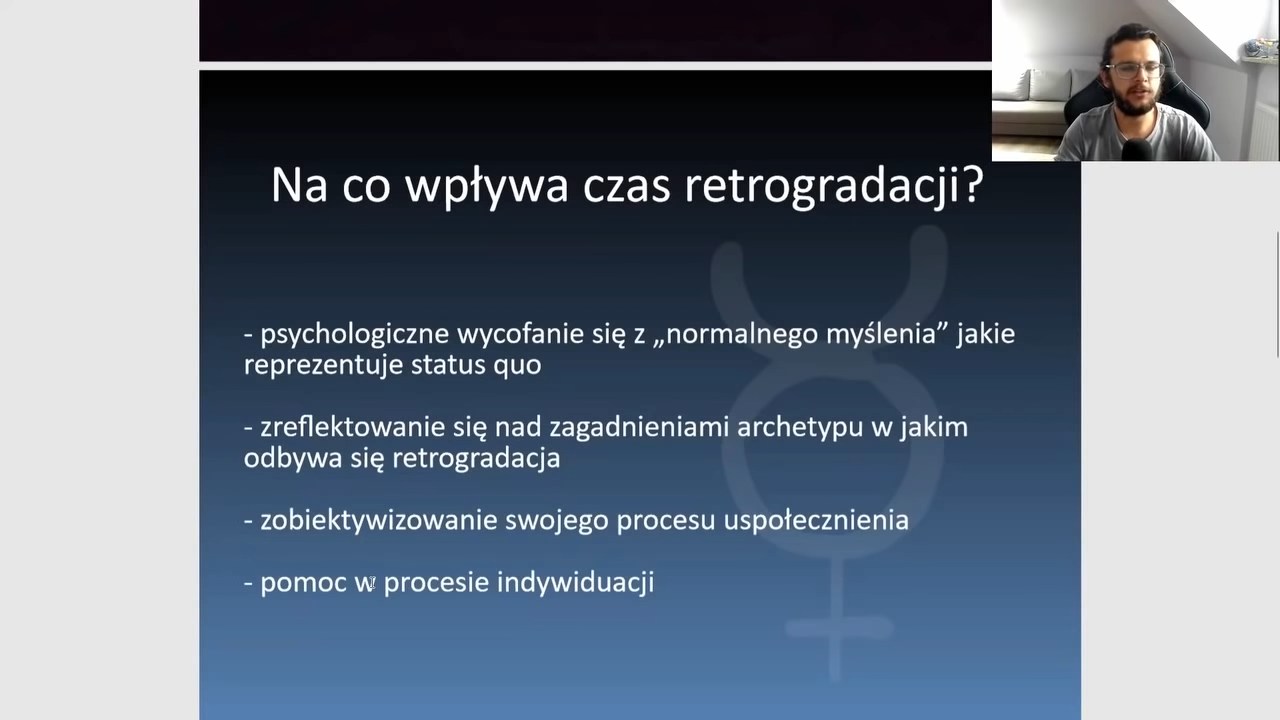 Na co wpływa czas retrogradacji?
- psychologiczne wycofanie się z „normalnego myślenia” jakie
reprezentuje status quo
- zreflektowanie się nad zagadnieniami archetypu w jakim
odbywa się retrogradacja
- zobiektywizowanie swojego procesu uspołecznienia
- pomoc w procesie indywiduacji